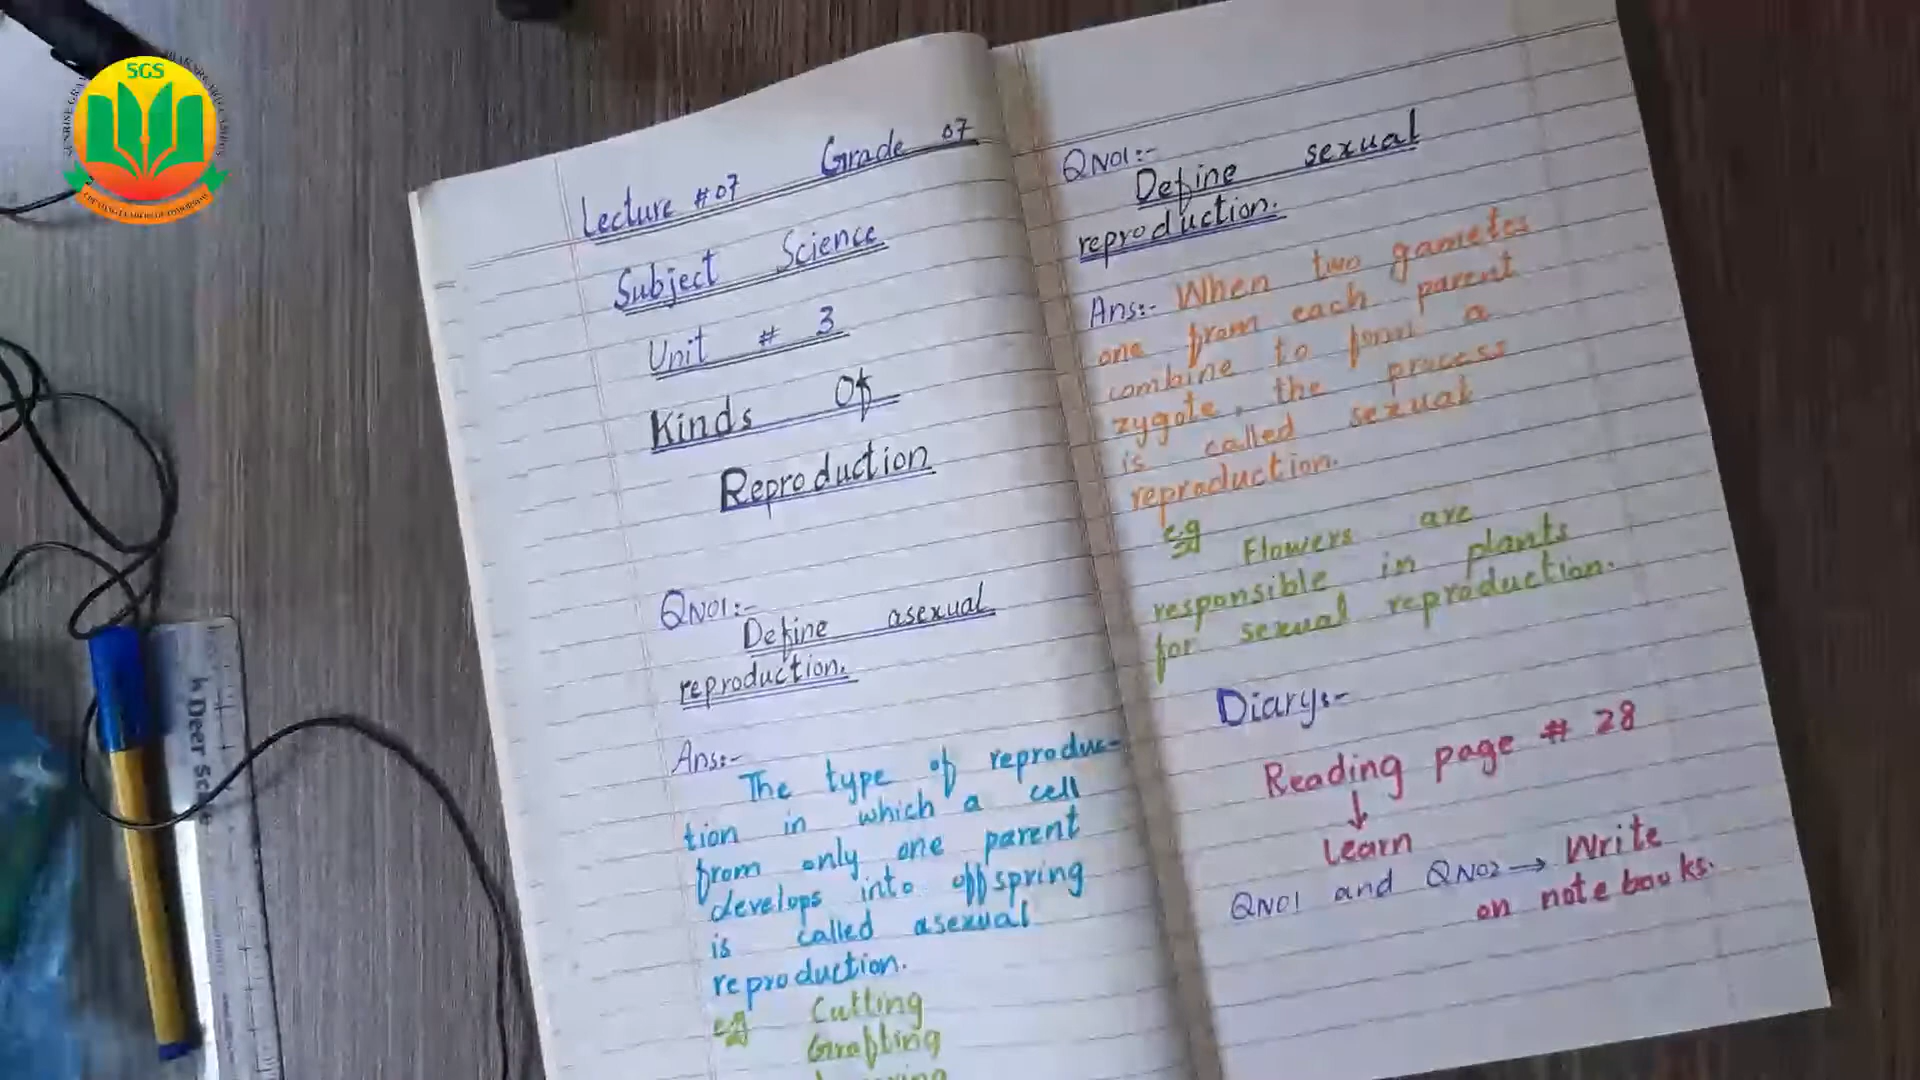 SGS
Lecture #07 Grade 07
Subject Science
Unit # 3
Kinds Of
Reproduction
QNO1:-
Define asexual
reproduction.
Ans:-
The type of reproduc-
tion in which a cell
from only one parent
develops into offspring
is called asexual
reproduction.
e.g Cutting
Grafting
QNO1:-
Define sexual
reproduction.
Ans:- When two gametes
one from each parent
combine to form a
zygote, the process
is called sexual
reproduction.
e.g
Flowers are
responsible in plants
for sexual reproduction.
Diary:-
Reading page # 28
↓
Learn
QNO1 and QNO2 → Write
on note books.
Deer Sc